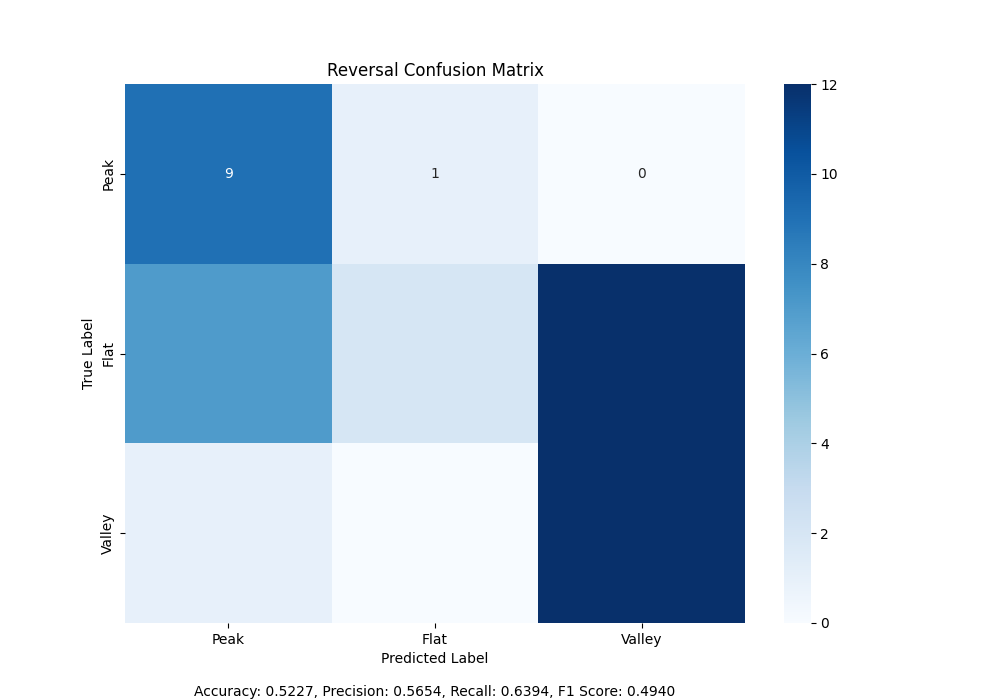 Reversal Confusion Matrix
12
Peak
9
1
0
10
8
True Label
Flat
6
4
Valley
2
0
Peak Flat Valley
Predicted Label
Accuracy: 0.5227, Precision: 0.5654, Recall: 0.6394, F1 Score: 0.4940